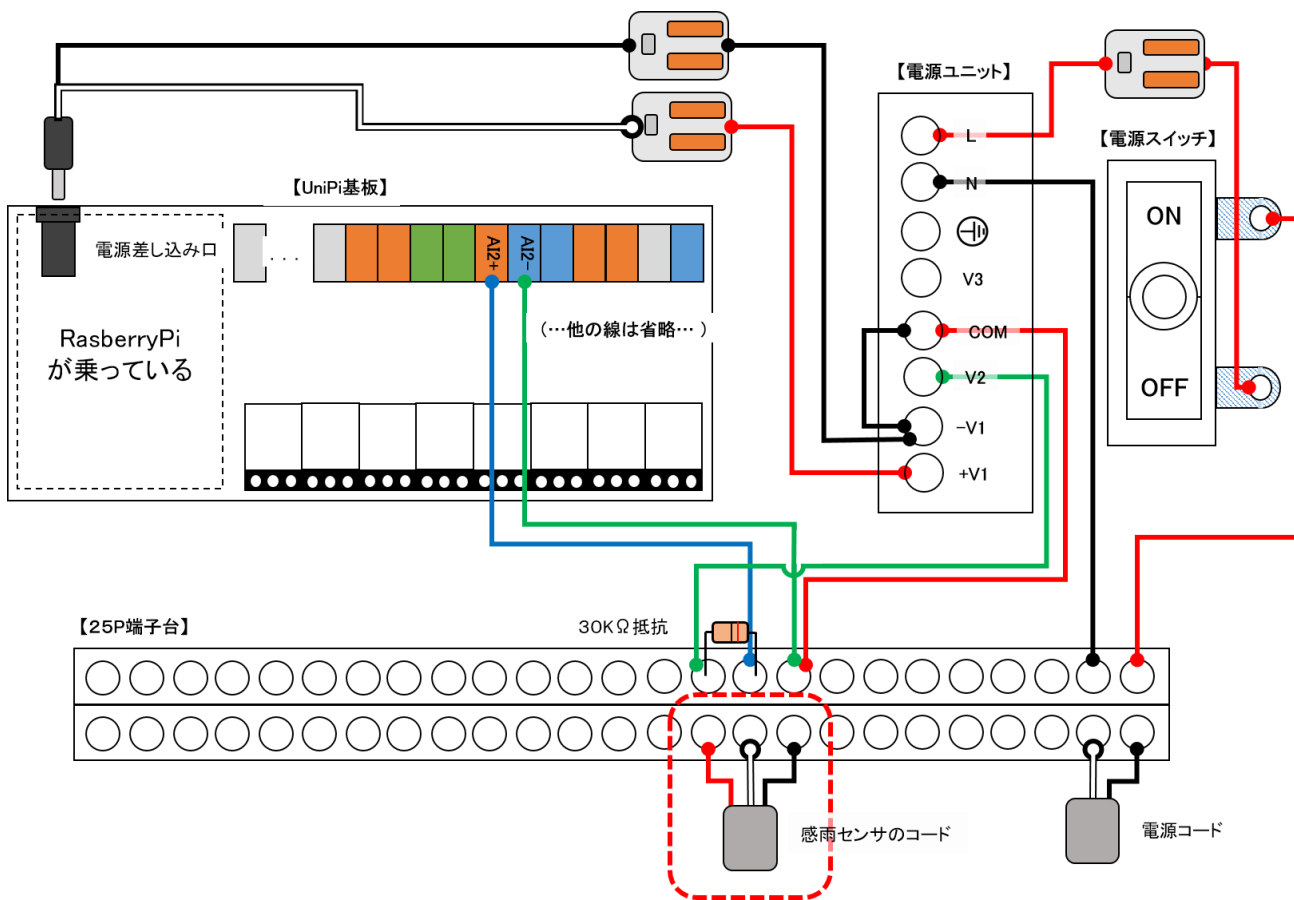 【電源ユニット】
【電源スイッチ】
L
N
V3
COM
V2
-V1
+V1
ON
OFF
【UniPi基板】
電源差し込み口
. . .
AI2+
AI2-
RasberryPi
が乗っている
(…他の線は省略… )
【25P端子台】
30KΩ抵抗
感雨センサのコード
電源コード